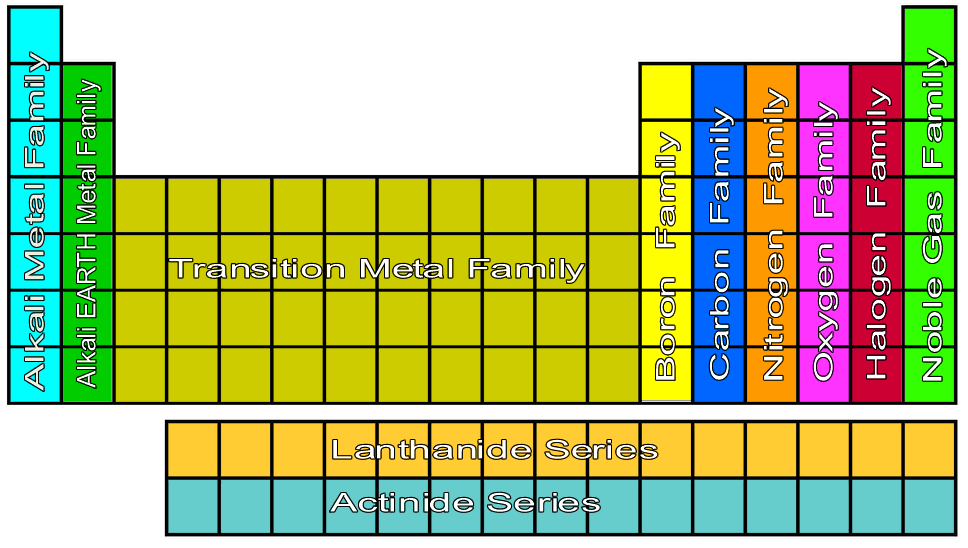 Alkali Metal Family
Alkali EARTH Metal Family
Transition Metal Family
Boron Family
Carbon Family
Nitrogen Family
Oxygen Family
Halogen Family
Noble Gas Family
Lanthanide Series
Actinide Series